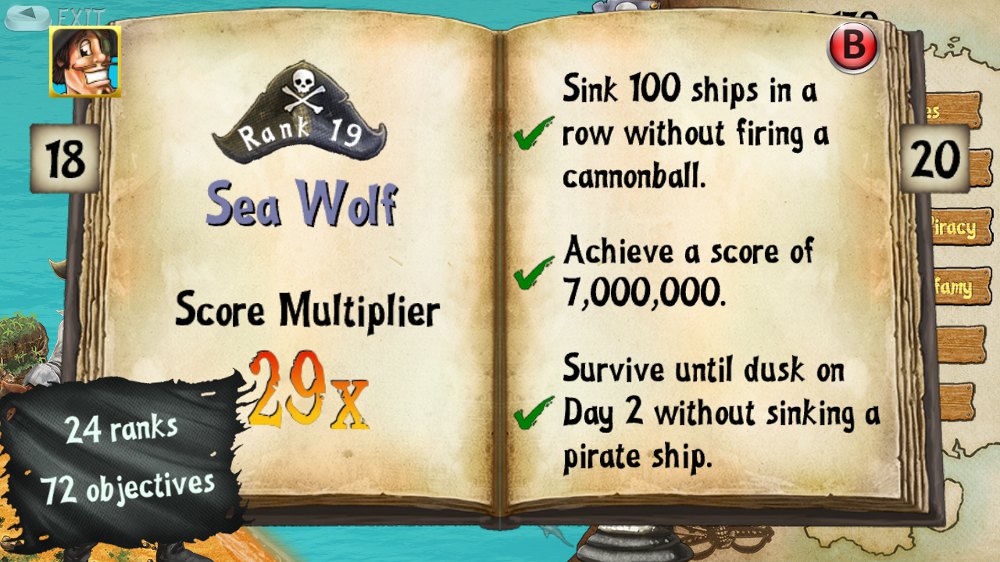 EXIT
B
18
Rank 19
Sea Wolf
Score Multiplier
29x
24 ranks
72 objectives
Sink 100 ships in a
row without firing a
cannonball.
Achieve a score of
7,000,000.
Survive until dusk on
Day 2 without sinking a
pirate ship.
20